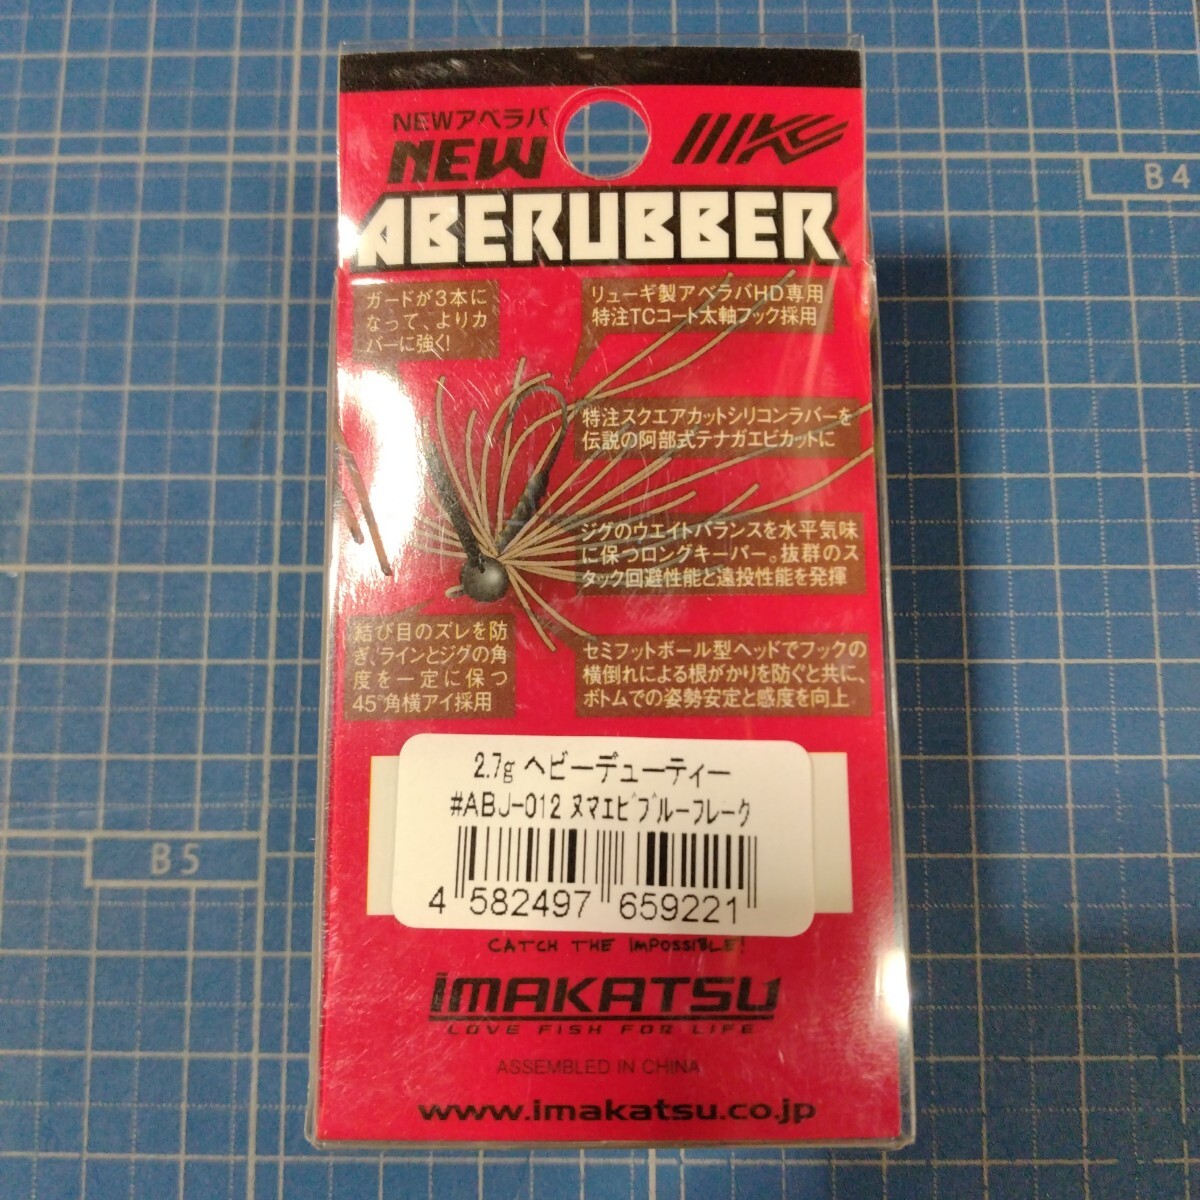 NEWアベラバ
NEW
ABERUBBER
ガードが3本に
なって、よりカ
バーに強く!
リューギ製アベラバHD専用
特注TCコート太軸フック採用
特注スクエアカットシリコンラバーを
伝説の阿部式テナガエビカットに
ジグのウエイトバランスを水平気味
に保つロングキーパー。抜群のス
タック回避性能と遠投性能を発揮
結び目のズレを防
ぎ、ラインとジグの角
度を一定に保つ
45°角横アイ採用
セミフットボール型ヘッドでフックの
横倒れによる根がかりを防ぐと共に、
ボトムでの姿勢安定と感度を向上
2.7g ヘビーデューティー
#ABJ-012 ヌマエビブルーフレーク
4 582497 659221
CATCH THE IMPOSSIBLE!
IMAKATSU
LOVE FISH FOR LIFE
ASSEMBLED IN CHINA
www.imakatsu.co.jp
B4
B5